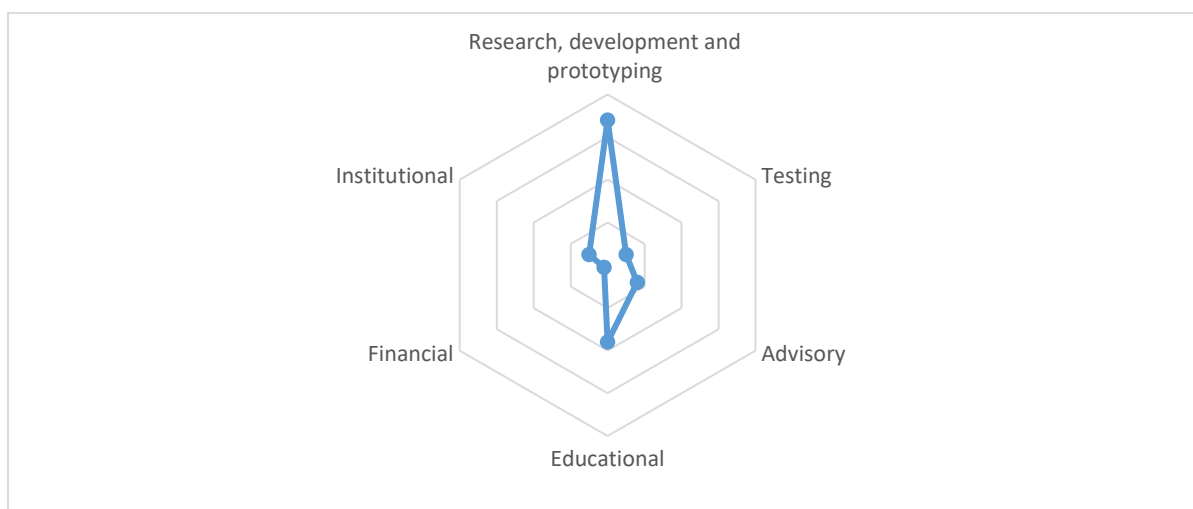 Research, development and
prototyping
Institutional
Testing
Financial
Advisory
Educational